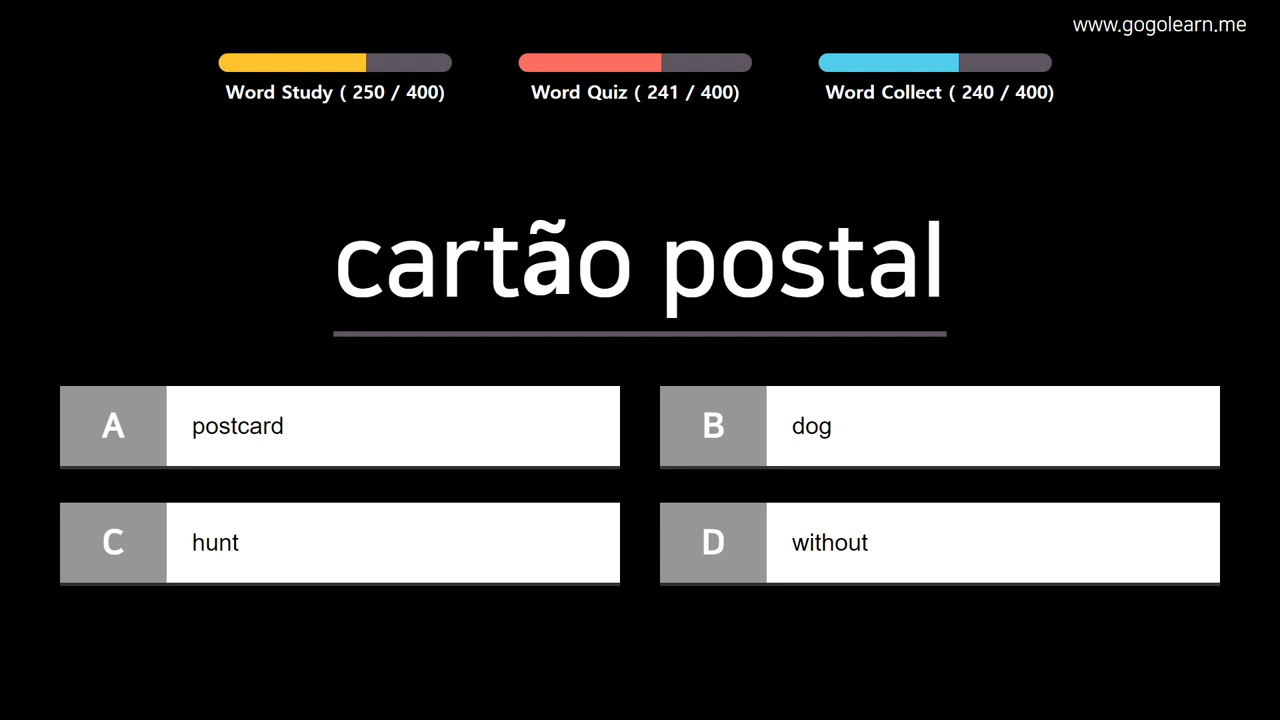 www.gogolearn.me
Word Study ( 250 / 400)
Word Quiz ( 241 / 400)
Word Collect ( 240 / 400)
cartão postal
A postcard
B dog
C hunt
D without